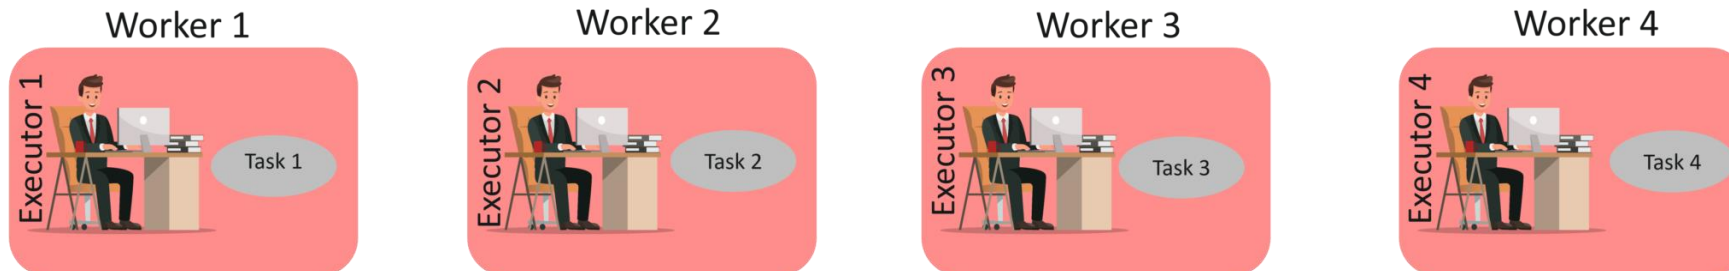 Worker 1
Executor 1
Task 1
Worker 2
Executor 2
Task 2
Worker 3
Executor 3
Task 3
Worker 4
Executor 4
Task 4